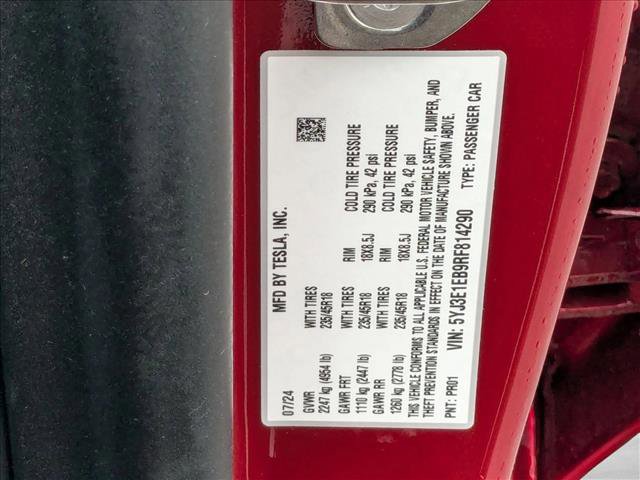 MFD BY TESLA, INC.
07/24
GVWR WITH TIRES RIM COLD TIRE PRESSURE
2247 kg (4954 lb) 235/45R18 18X8.5J 290 kPa, 42 psi
GAWR FRT WITH TIRES RIM COLD TIRE PRESSURE
1110 kg (2447 lb) 235/45R18 18X8.5J 290 kPa, 42 psi
GAWR RR WITH TIRES
1260 kg (2778 lb) 235/45R18
THIS VEHICLE CONFORMS TO ALL APPLICABLE U.S. FEDERAL MOTOR VEHICLE SAFETY, BUMPER, AND
THEFT PREVENTION STANDARDS IN EFFECT ON THE DATE OF MANUFACTURE SHOWN ABOVE.
PNT: PR01 VIN: 5YJ3E1EB9RF814290 TYPE: PASSENGER CAR